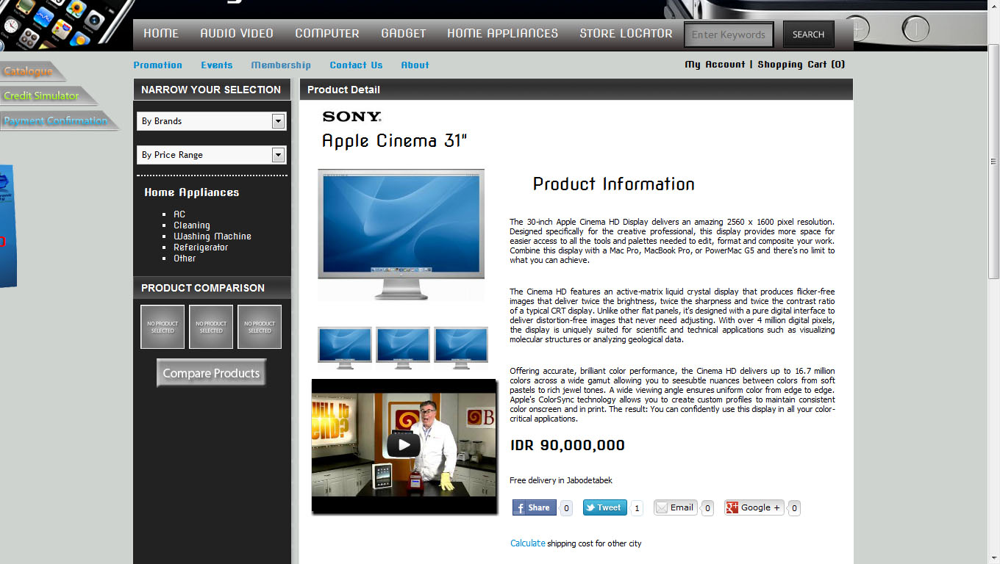 HOME AUDIO VIDEO COMPUTER GADGET HOME APPLIANCES STORE LOCATOR Enter Keywords SEARCH
Promotion Events Membership Contact Us About My Account | Shopping Cart (0)
Catalogue
Credit Simulator
Payment Confirmation
NARROW YOUR SELECTION
By Brands
By Price Range
Home Appliances
AC
Cleaning
Washing Machine
Referigerator
Other
PRODUCT COMPARISON
NO PRODUCT SELECTED
NO PRODUCT SELECTED
NO PRODUCT SELECTED
Compare Products
Product Detail
SONY
Apple Cinema 31"
Product Information
The 30-inch Apple Cinema HD Display delivers an amazing 2560 x 1600 pixel resolution.
Designed specifically for the creative professional, this display provides more space for
easier access to all the tools and palettes needed to edit, format and composite your work.
Combine this display with a Mac Pro, MacBook Pro, or PowerMac G5 and there's no limit to
what you can achieve.
The Cinema HD features an active-matrix liquid crystal display that produces flicker-free
images that deliver twice the brightness, twice the sharpness and twice the contrast ratio
of a typical CRT display. Unlike other flat panels, it's designed with a pure digital interface to
deliver distortion-free images that never need adjusting. With over 4 million digital pixels,
the display is uniquely suited for scientific and technical applications such as visualizing
molecular structures or analyzing geological data.
Offering accurate, brilliant color performance, the Cinema HD delivers up to 16.7 million
colors across a wide gamut allowing you to seesubtle nuances between colors from soft
pastels to rich jewel tones. A wide viewing angle ensures uniform color from edge to edge.
Apple's ColorSync technology allows you to create custom profiles to maintain consistent
color onscreen and in print. The result: You can confidently use this display in all your color-
critical applications.
IDR 90,000,000
Free delivery in Jabodetabek
Share 0 Tweet 1 Email 0 Google + 0
Calculate shipping cost for other city